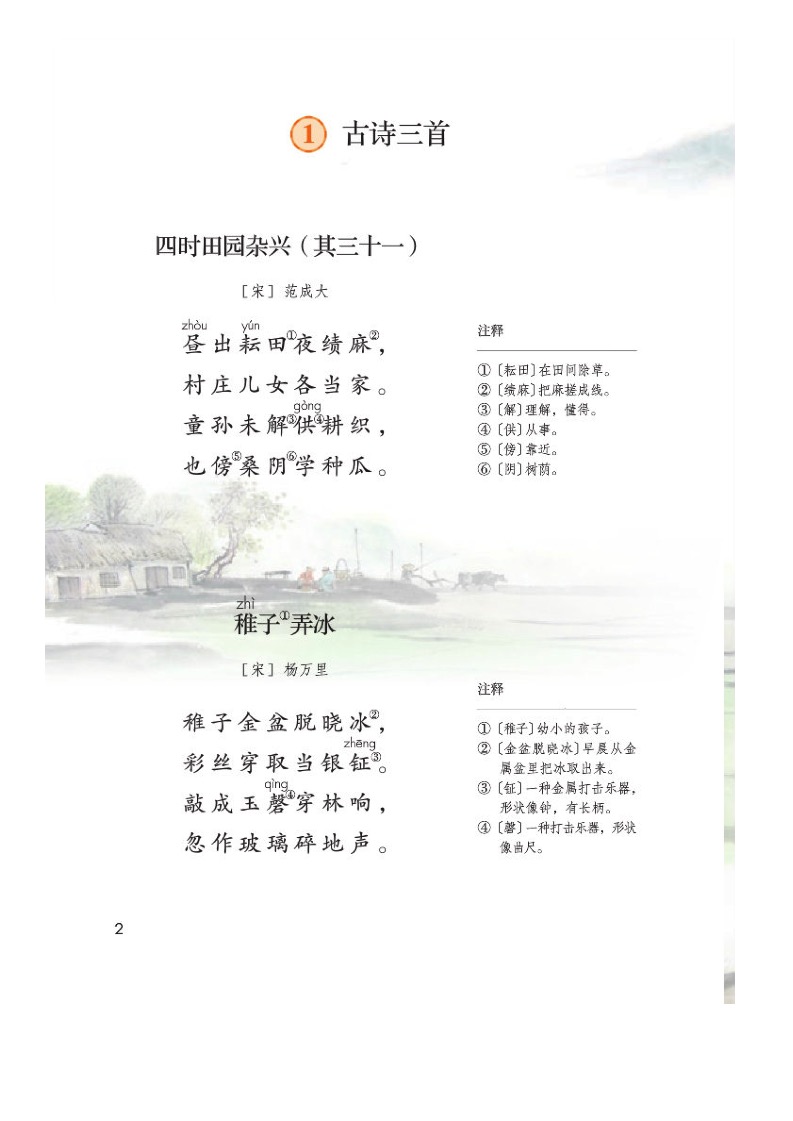 1 古诗三首
四时田园杂兴（其三十一）
［宋］范成大
zhòu yún
昼出耘田①夜绩麻②，
村庄儿女各当家。
gòng
童孙未解③供④耕织，
也傍⑤桑阴⑥学种瓜。
注释
①〔耘田〕在田间除草。
②〔绩麻〕把麻搓成线。
③〔解〕理解，懂得。
④〔供〕从事。
⑤〔傍〕靠近。
⑥〔阴〕树荫。
zhì
稚子①弄冰
［宋］杨万里
稚子金盆脱晓冰②，
zhēng
彩丝穿取当银钲③。
qìng
敲成玉磬④穿林响，
忽作玻璃碎地声。
注释
①〔稚子〕幼小的孩子。
②〔金盆脱晓冰〕早晨从金
属盆里把冰取出来。
③〔钲〕一种金属打击乐器，
形状像钟，有长柄。
④〔磬〕一种打击乐器，形状
像曲尺。
2